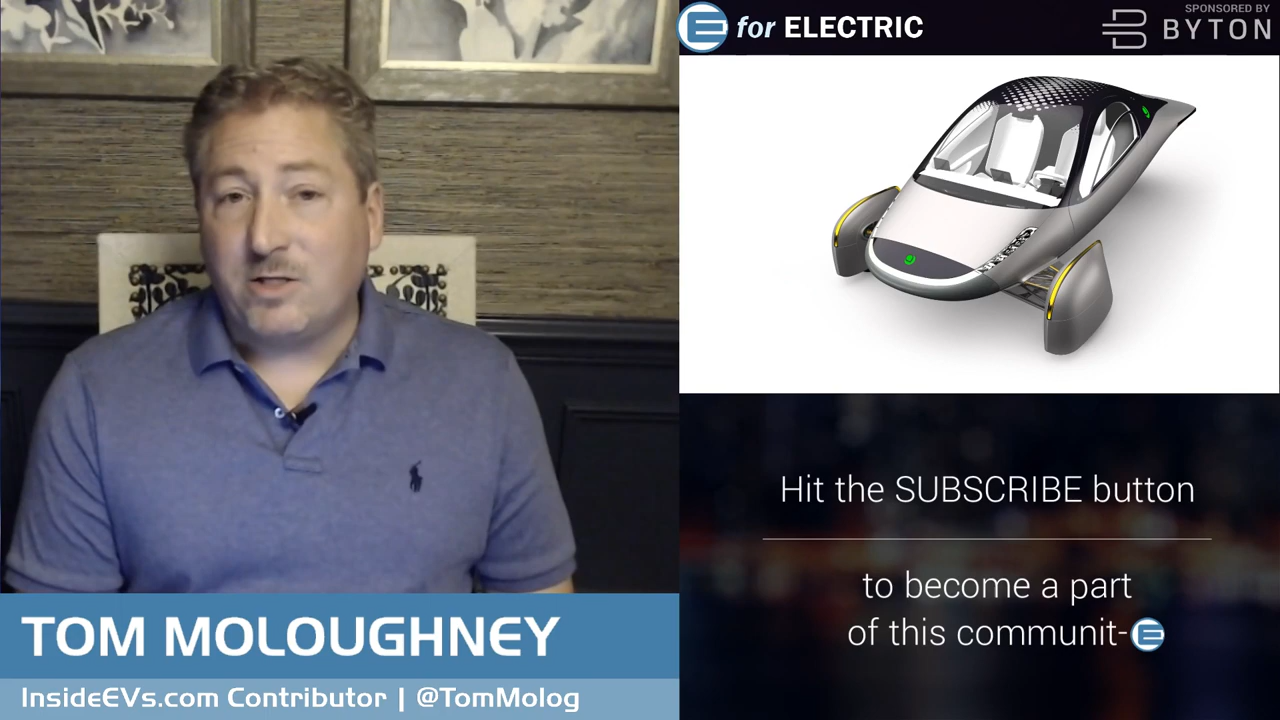 E for ELECTRIC
SPONSORED BY
BYTON
Hit the SUBSCRIBE button
to become a part
of this communit-E
TOM MOLOUGHNEY
InsideEVs.com Contributor | @TomMolog